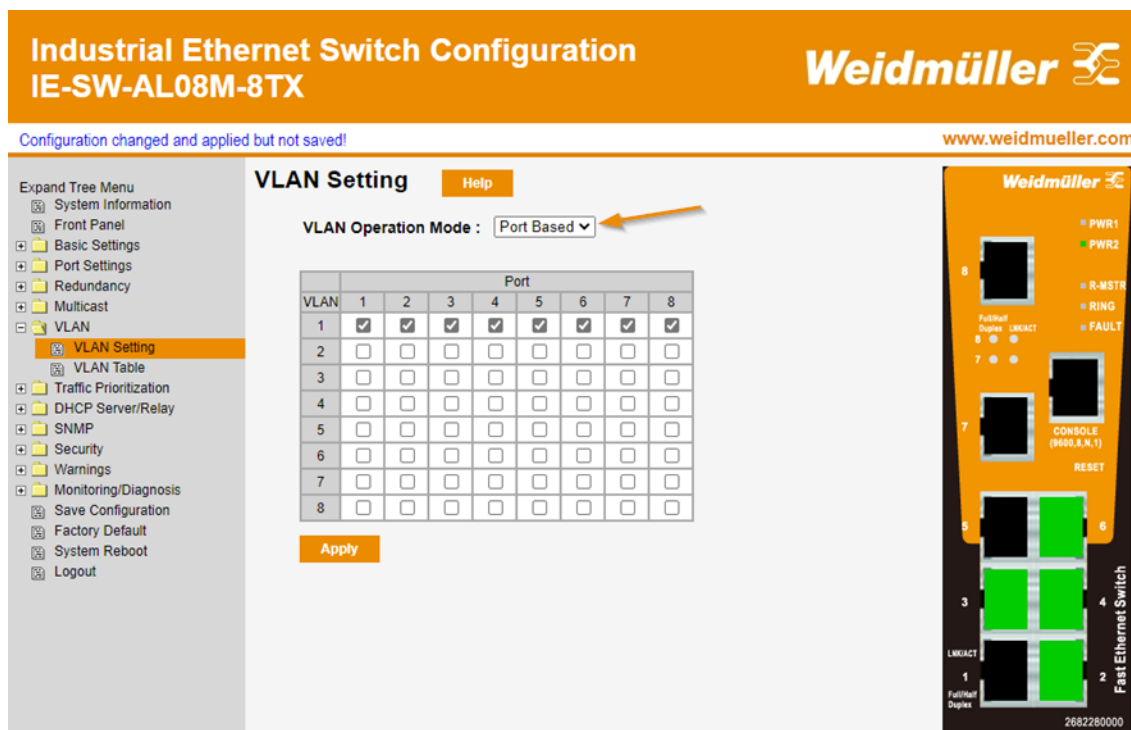 Industrial Ethernet Switch Configuration
IE-SW-AL08M-8TX
Weidmüller
Configuration changed and applied but not saved!
www.weidmueller.com
Expand Tree Menu
System Information
Front Panel
Basic Settings
Port Settings
Redundancy
Multicast
VLAN
VLAN Setting
VLAN Table
Traffic Prioritization
DHCP Server/Relay
SNMP
Security
Warnings
Monitoring/Diagnosis
Save Configuration
Factory Default
System Reboot
Logout
VLAN Setting
Help
VLAN Operation Mode :
Port Based
Port
VLAN 1 2 3 4 5 6 7 8
1
2
3
4
5
6
7
8
Apply
Weidmüller
PWR1
PWR2
8
R-MSTR
RING
FAULT
Full/Half
Duplex LNK/ACT
8
7
7
CONSOLE
(9600,8,N,1)
RESET
5
6
3
4
LNK/ACT
1
2
Full/Half
Duplex
Fast Ethernet Switch
2682280000